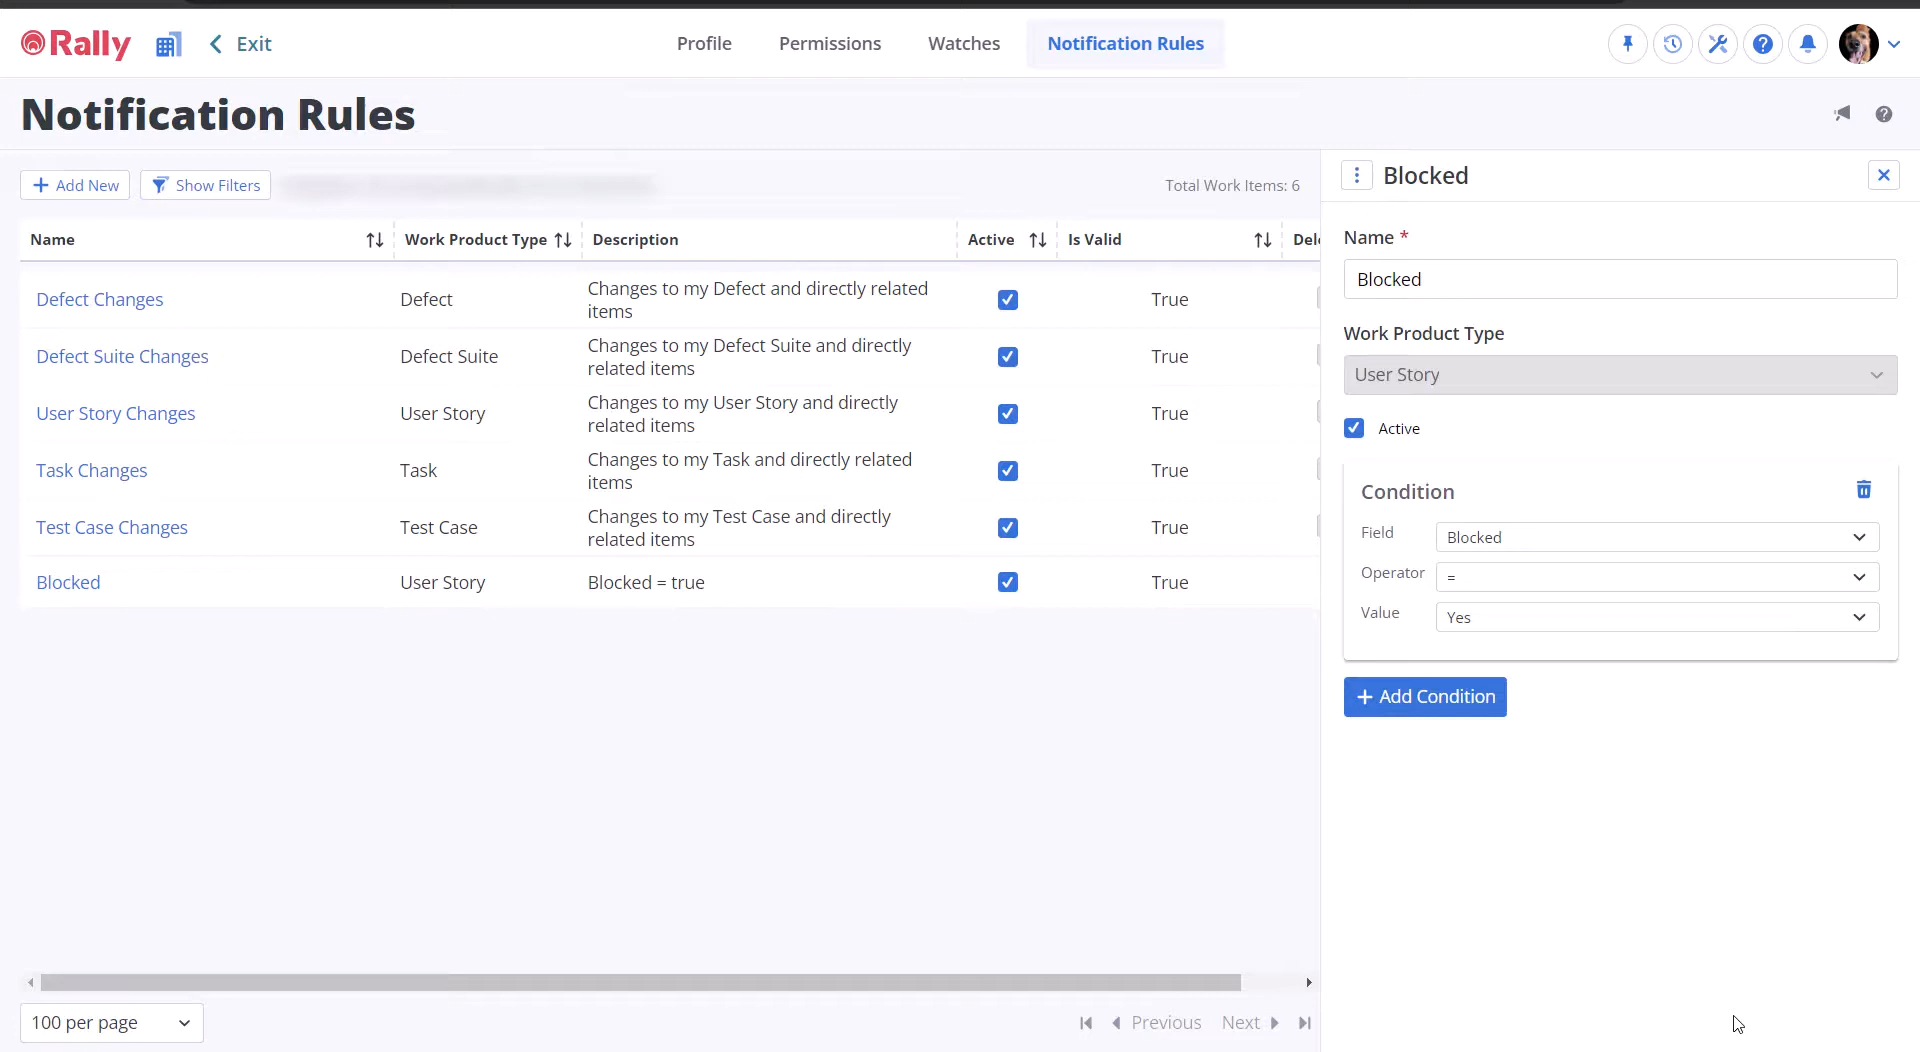 Rally
Exit
Profile
Permissions
Watches
Notification Rules
Notification Rules
Add New
Show Filters
Total Work Items: 6
Name
Work Product Type
Description
Active
Is Valid
Defect Changes
Defect
Changes to my Defect and directly related
items
True
Defect Suite Changes
Defect Suite
Changes to my Defect Suite and directly
related items
True
User Story Changes
User Story
Changes to my User Story and directly
related items
True
Task Changes
Task
Changes to my Task and directly related
items
True
Test Case Changes
Test Case
Changes to my Test Case and directly
related items
True
Blocked
User Story
Blocked = true
True
100 per page
Previous
Next
Blocked
Name *
Blocked
Work Product Type
User Story
Active
Condition
Field
Blocked
Operator
=
Value
Yes
+ Add Condition